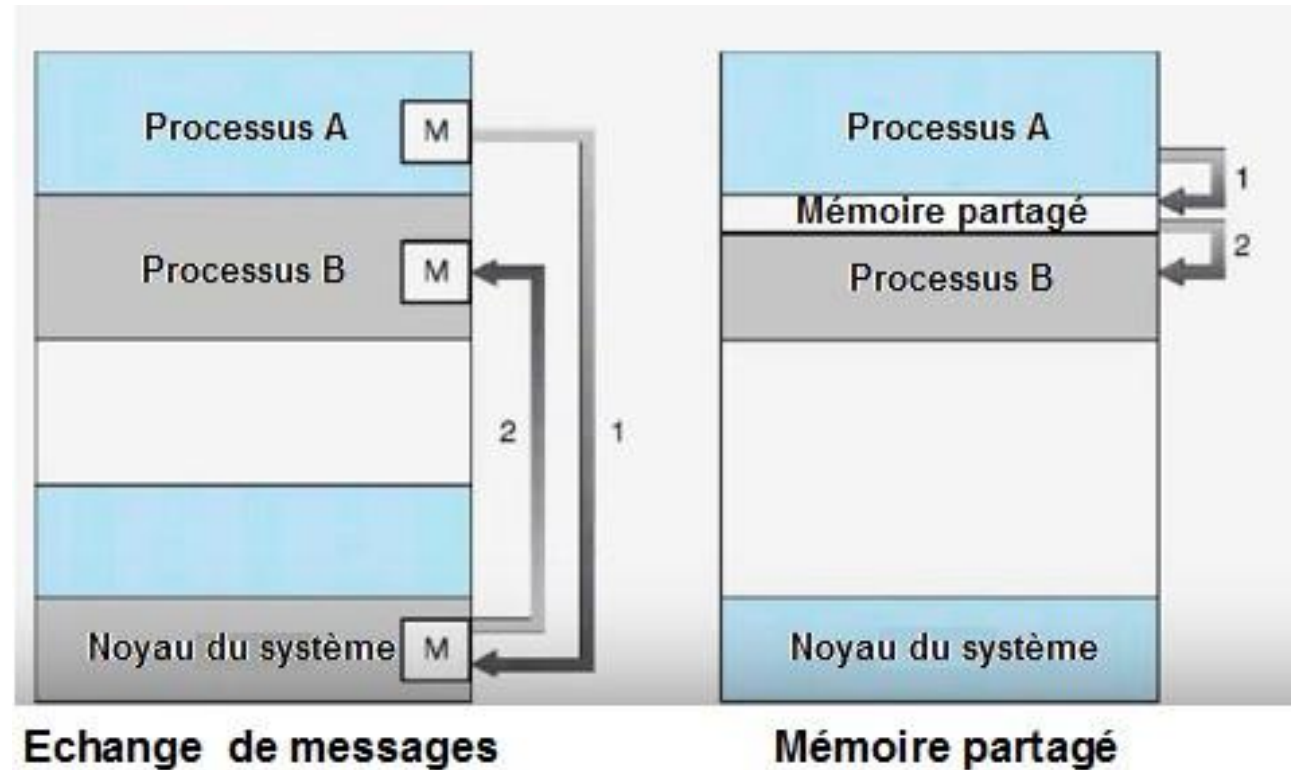 Processus A
M
Processus B
M
2
1
Noyau du système
M
Echange de messages
Processus A
1
Mémoire partagé
2
Processus B
Noyau du système
Mémoire partagé